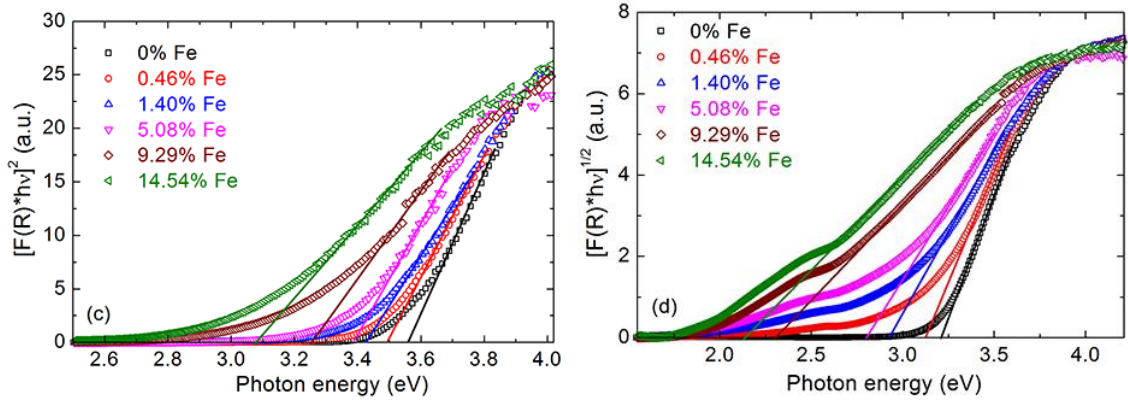 30
25
20
15
10
5
0
[F(R)*hν]² (a.u.)
0% Fe
0.46% Fe
1.40% Fe
5.08% Fe
9.29% Fe
14.54% Fe
(c)
2.5 2.8 3.1 3.4 3.6 3.8 4.0
Photon energy (eV)
8
6
4
2
0
[F(R)*hν]^1/2 (a.u.)
0% Fe
0.46% Fe
1.40% Fe
5.08% Fe
9.29% Fe
14.54% Fe
(d)
2.0 2.5 3.0 3.5 4.0
Photon energy (eV)